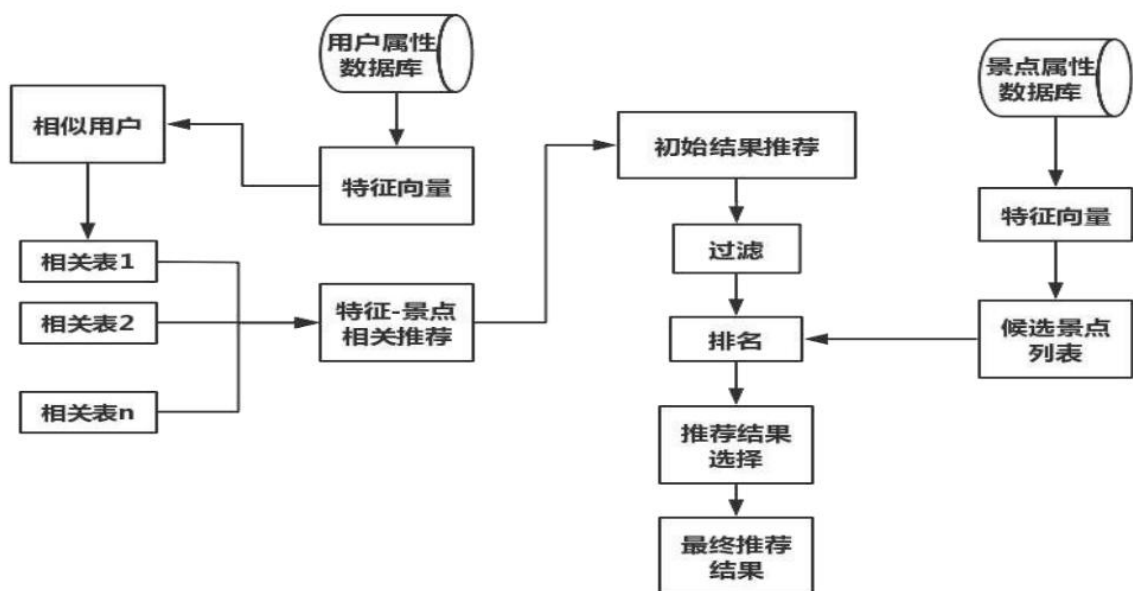 用户属性
数据库
景点属性
数据库
相似用户
初始结果推荐
特征向量
特征向量
相关表1
过滤
相关表2
特征-景点
相关推荐
排名
候选景点
列表
相关表n
推荐结果
选择
最终推荐
结果